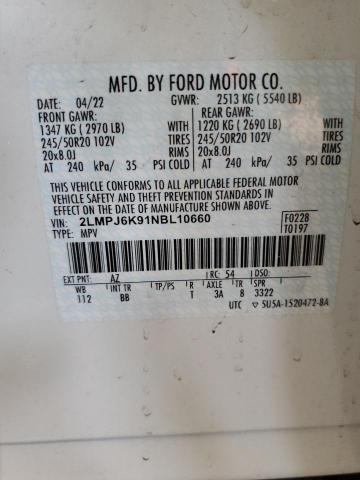 MFD. BY FORD MOTOR CO.
DATE: 04/22 GVWR: 2513 KG ( 5540 LB)
FRONT GAWR: REAR GAWR:
1347 KG ( 2970 LB) WITH 1220 KG ( 2690 LB) WITH
245/50R20 102V TIRES 245/50R20 102V TIRES
20x8.0J RIMS 20x8.0J RIMS
AT 240 kPa/ 35 PSI COLD AT 240 kPa/ 35 PSI COLD
THIS VEHICLE CONFORMS TO ALL APPLICABLE FEDERAL MOTOR
VEHICLE SAFETY AND THEFT PREVENTION STANDARDS IN EFFECT ON
THE DATE OF MANUFACTURE SHOWN ABOVE.
VIN: 2LMPJ6K91NBL10660 F0228
TYPE: MPV T0197
EXT PNT: AZ RC: 54 DSO:
WB INT TR TP/PS R AXLE TR SPR
112 BB T 3A 8 3322
UTC 5U5A-1520472-BA